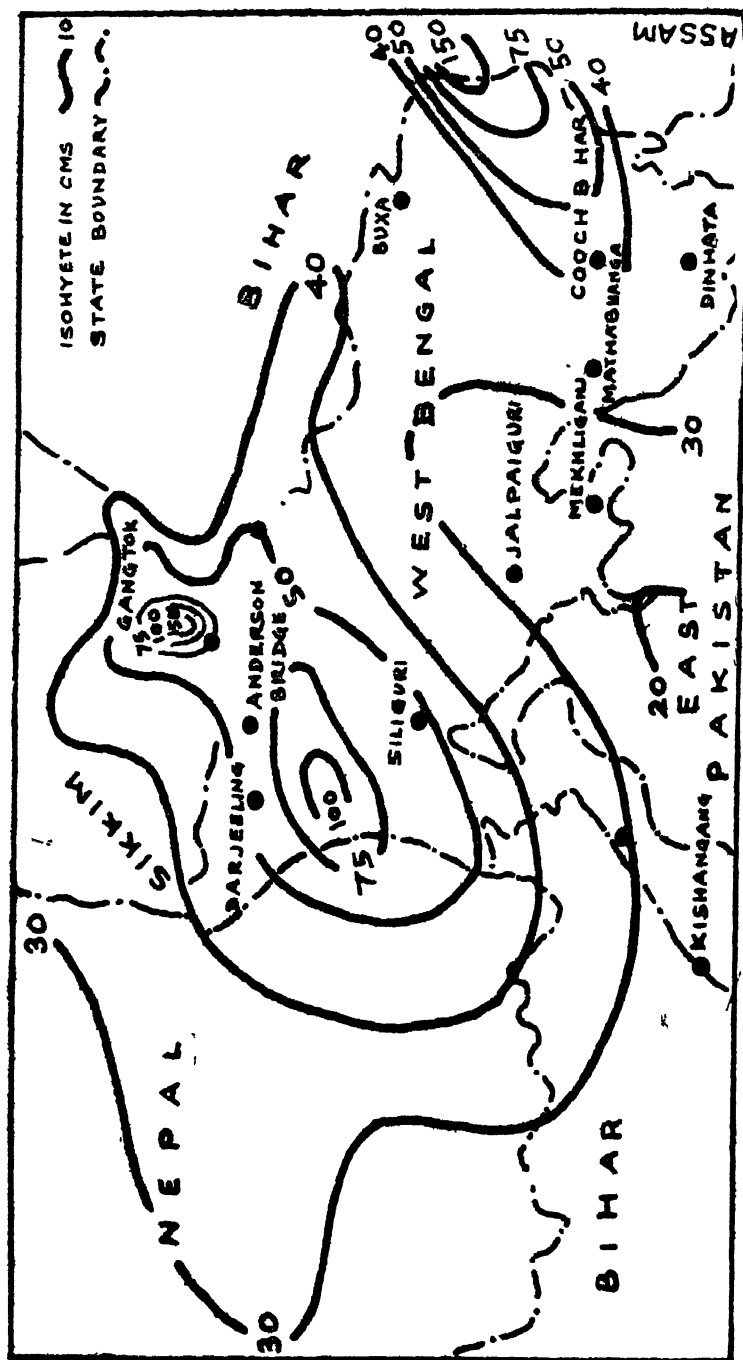 ISOHYETE IN CMS 10
STATE BOUNDARY
BIHAR
40
40
50
150
75
50
40
ASSAM
BUXA
COOCH B HAR
DINHATA
MATHABHANGA
MEKHLIGANJ
30
WEST BENGAL
JALPAIGURI
GANGTOK
75
100
150
ANDERSON
BRIDGE
50
SILIGURI
DARJEELING
100
75
SIKKIM
20
EAST
PAKISTAN
KISHANGANG
30
NEPAL
30
BIHAR